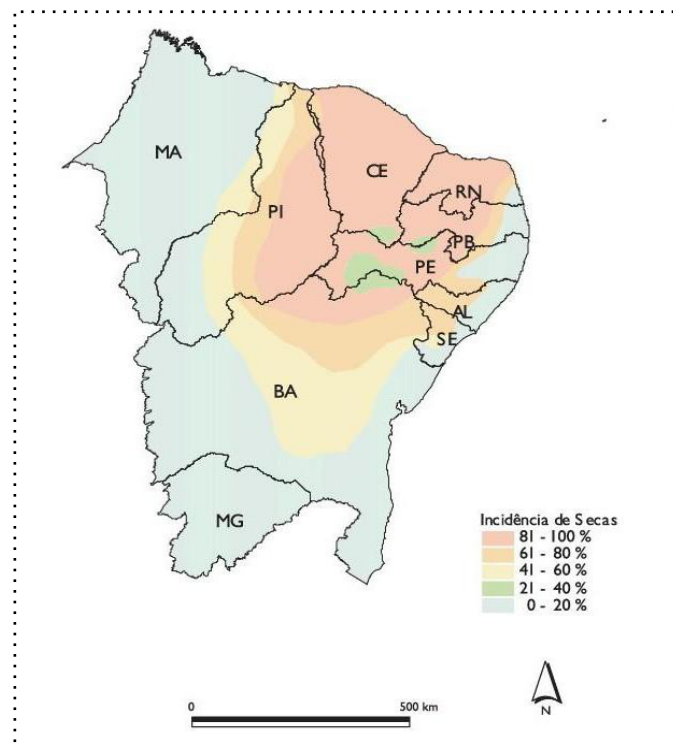 MA
CE
RN
PI
PB
PE
AL
SE
BA
MG
Incidência de Secas
81 - 100 %
61 - 80 %
41 - 60 %
21 - 40 %
0 - 20 %
0
500 km
N